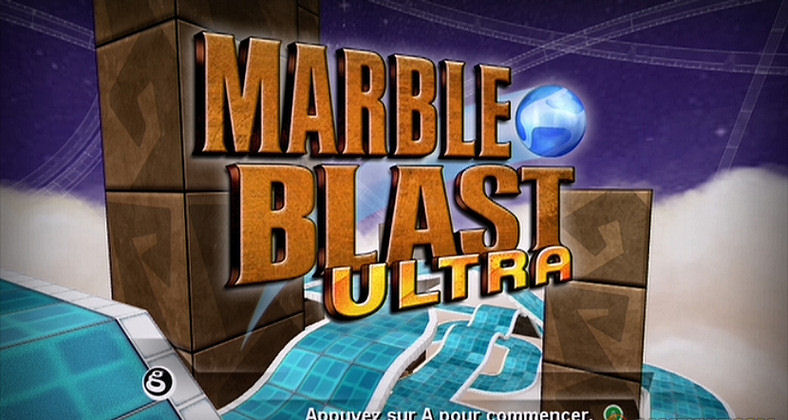 MARBLE
BLAST
ULTRA
Appuyez sur A pour commencer.